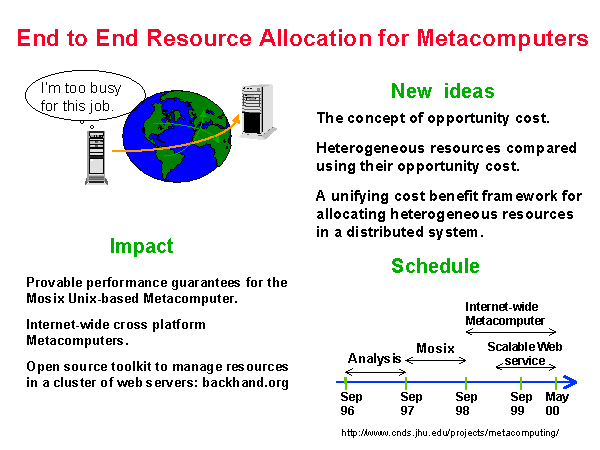 End to End Resource Allocation for Metacomputers
I'm too busy
for this job.
New ideas
The concept of opportunity cost.
Heterogeneous resources compared
using their opportunity cost.
A unifying cost benefit framework for
allocating heterogeneous resources
in a distributed system.
Impact
Provable performance guarantees for the
Mosix Unix-based Metacomputer.
Internet-wide cross platform
Metacomputers.
Open source toolkit to manage resources
in a cluster of web servers: backhand.org
Schedule
Internet-wide
Metacomputer
Analysis
Mosix
Scalable Web
service
Sep
96
Sep
97
Sep
98
Sep
99
May
00
http://www.cnds.jhu.edu/projects/metacomputing/